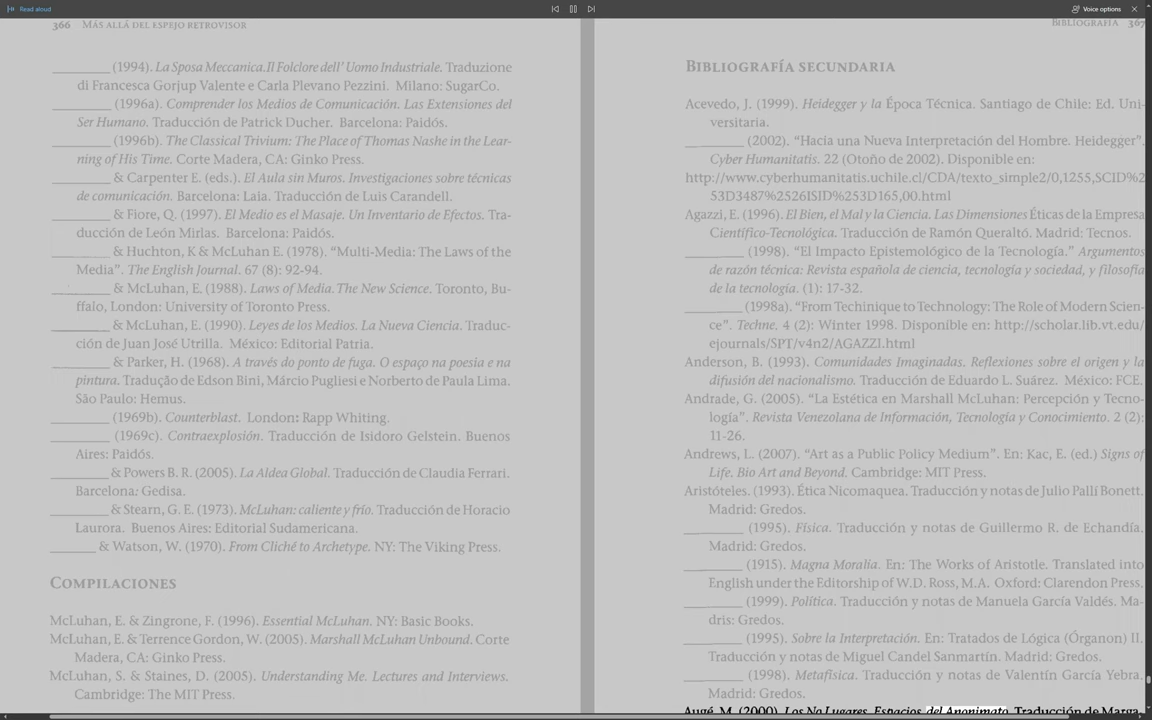 Read aloud
Voice options
366 MÁS ALLÁ DEL ESPEJO RETROVISOR
________ (1994). La Sposa Meccanica.Il Folclore dell' Uomo Industriale. Traduzione
di Francesca Gorjup Valente e Carla Plevano Pezzini. Milano: SugarCo.
________ (1996a). Comprender los Medios de Comunicación. Las Extensiones del
Ser Humano. Traducción de Patrick Ducher. Barcelona: Paidós.
________ (1996b). The Classical Trivium: The Place of Thomas Nashe in the Lear-
ning of His Time. Corte Madera, CA: Ginko Press.
________ & Carpenter E. (eds.). El Aula sin Muros. Investigaciones sobre técnicas
de comunicación. Barcelona: Laia. Traducción de Luis Carandell.
________ & Fiore, Q. (1997). El Medio es el Masaje. Un Inventario de Efectos. Tra-
ducción de León Mirlas. Barcelona: Paidós.
________ & Huchton, K & McLuhan E. (1978). “Multi-Media: The Laws of the
Media”. The English Journal. 67 (8): 92-94.
________ & McLuhan, E. (1988). Laws of Media. The New Science. Toronto, Bu-
ffalo, London: University of Toronto Press.
________ & McLuhan, E. (1990). Leyes de los Medios. La Nueva Ciencia. Traduc-
ción de Juan José Utrilla. México: Editorial Patria.
________ & Parker, H. (1968). A través do ponto de fuga. O espaço na poesia e na
pintura. Tradução de Edson Bini, Márcio Pugliesi e Norberto de Paula Lima.
São Paulo: Hemus.
________ (1969b). Counterblast. London: Rapp Whiting.
________ (1969c). Contraexplosión. Traducción de Isidoro Gelstein. Buenos
Aires: Paidós.
________ & Powers B. R. (2005). La Aldea Global. Traducción de Claudia Ferrari.
Barcelona: Gedisa.
________ & Stearn, G. E. (1973). McLuhan: caliente y frío. Traducción de Horacio
Laurora. Buenos Aires: Editorial Sudamericana.
________ & Watson, W. (1970). From Cliché to Archetype. NY: The Viking Press.
COMPILACIONES
McLuhan, E. & Zingrone, F. (1996). Essential McLuhan. NY: Basic Books.
McLuhan, E. & Terrence Gordon, W. (2005). Marshall McLuhan Unbound. Corte
Madera, CA: Ginko Press.
McLuhan, S. & Staines, D. (2005). Understanding Me. Lectures and Interviews.
Cambridge: The MIT Press.
BIBLIOGRAFÍA 367
BIBLIOGRAFÍA SECUNDARIA
Acevedo, J. (1999). Heidegger y la Época Técnica. Santiago de Chile: Ed. Uni-
versitaria.
________ (2002). “Hacia una Nueva Interpretación del Hombre. Heidegger”.
Cyber Humanitatis. 22 (Otoño de 2002). Disponible en:
http://www.cyberhumanitatis.uchile.cl/CDA/texto_simple2/0,1255,SCID%2
53D3487%2526ISID%253D165,00.html
Agazzi, E. (1996). El Bien, el Mal y la Ciencia. Las Dimensiones Éticas de la Empresa
Científico-Tecnológica. Traducción de Ramón Queraltó. Madrid: Tecnos.
________ (1998). “El Impacto Epistemológico de la Tecnología.” Argumentos
de razón técnica: Revista española de ciencia, tecnología y sociedad, y filosofía
de la tecnología. (1): 17-32.
________ (1998a). “From Techinique to Technology: The Role of Modern Scien-
ce”. Techne. 4 (2): Winter 1998. Disponible en: http://scholar.lib.vt.edu/
ejournals/SPT/v4n2/AGAZZI.html
Anderson, B. (1993). Comunidades Imaginadas. Reflexiones sobre el origen y la
difusión del nacionalismo. Traducción de Eduardo L. Suárez. México: FCE.
Andrade, G. (2005). “La Estética en Marshall McLuhan: Percepción y Tecno-
logía”. Revista Venezolana de Información, Tecnología y Conocimiento. 2 (2):
11-26.
Andrews, L. (2007). “Art as a Public Policy Medium”. En: Kac, E. (ed.) Signs of
Life. Bio Art and Beyond. Cambridge: MIT Press.
Aristóteles. (1993). Ética Nicomaquea. Traducción y notas de Julio Pallí Bonett.
Madrid: Gredos.
________ (1995). Física. Traducción y notas de Guillermo R. de Echandía.
Madrid: Gredos.
________ (1915). Magna Moralia. En: The Works of Aristotle. Translated into
English under the Editorship of W.D. Ross, M.A. Oxford: Clarendon Press.
________ (1999). Política. Traducción y notas de Manuela García Valdés. Ma-
dris: Gredos.
________ (1995). Sobre la Interpretación. En: Tratados de Lógica (Órganon) II.
Traducción y notas de Miguel Candel Sanmartín. Madrid: Gredos.
________ (1998). Metafísica. Traducción y notas de Valentín García Yebra.
Madrid: Gredos.
Augé, M. (2000). Los No Lugares. Espacios del Anonimato. Traducción de Marga-